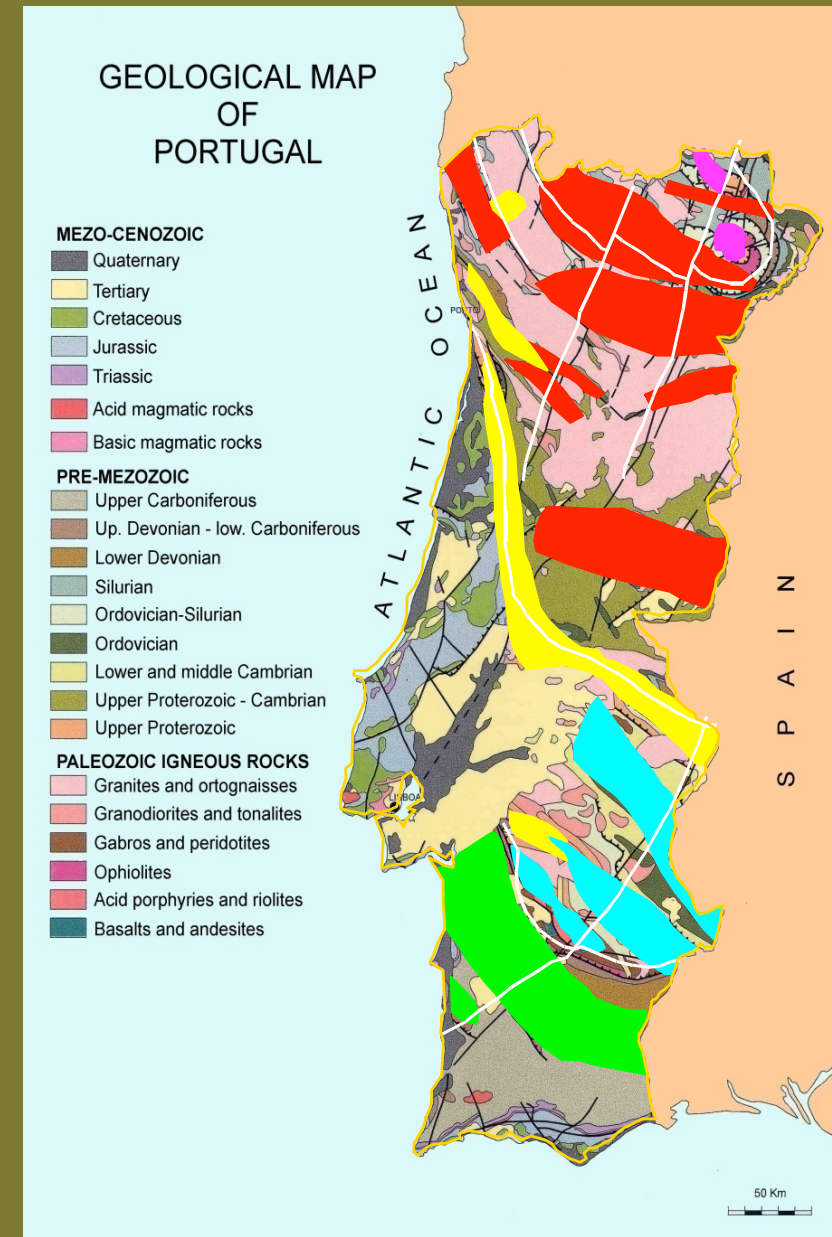 GEOLOGICAL MAP
OF
PORTUGAL
MEZO-CENOZOIC
Quaternary
Tertiary
Cretaceous
Jurassic
Triassic
Acid magmatic rocks
Basic magmatic rocks
PRE-MEZOZOIC
Upper Carboniferous
Up. Devonian - low. Carboniferous
Lower Devonian
Silurian
Ordovician-Silurian
Ordovician
Lower and middle Cambrian
Upper Proterozoic - Cambrian
Upper Proterozoic
PALEOZOIC IGNEOUS ROCKS
Granites and ortognaisses
Granodiorites and tonalites
Gabros and peridotites
Ophiolites
Acid porphyries and riolites
Basalts and andesites
ATLANTIC OCEAN
PORTO
LISBOA
SPAIN
50 Km